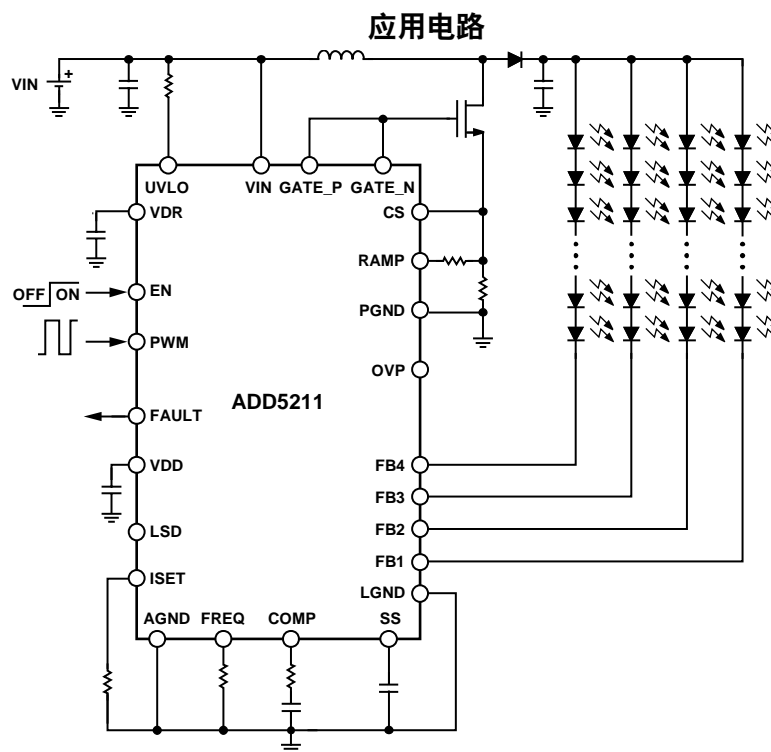 应用电路
VIN
+
UVLO VIN GATE_P GATE_N
VDR
CS
RAMP
EN
OFF ON
PGND
PWM
OVP
ADD5211
FAULT
VDD
FB4
FB3
LSD
FB2
FB1
ISET
LGND
AGND FREQ COMP SS